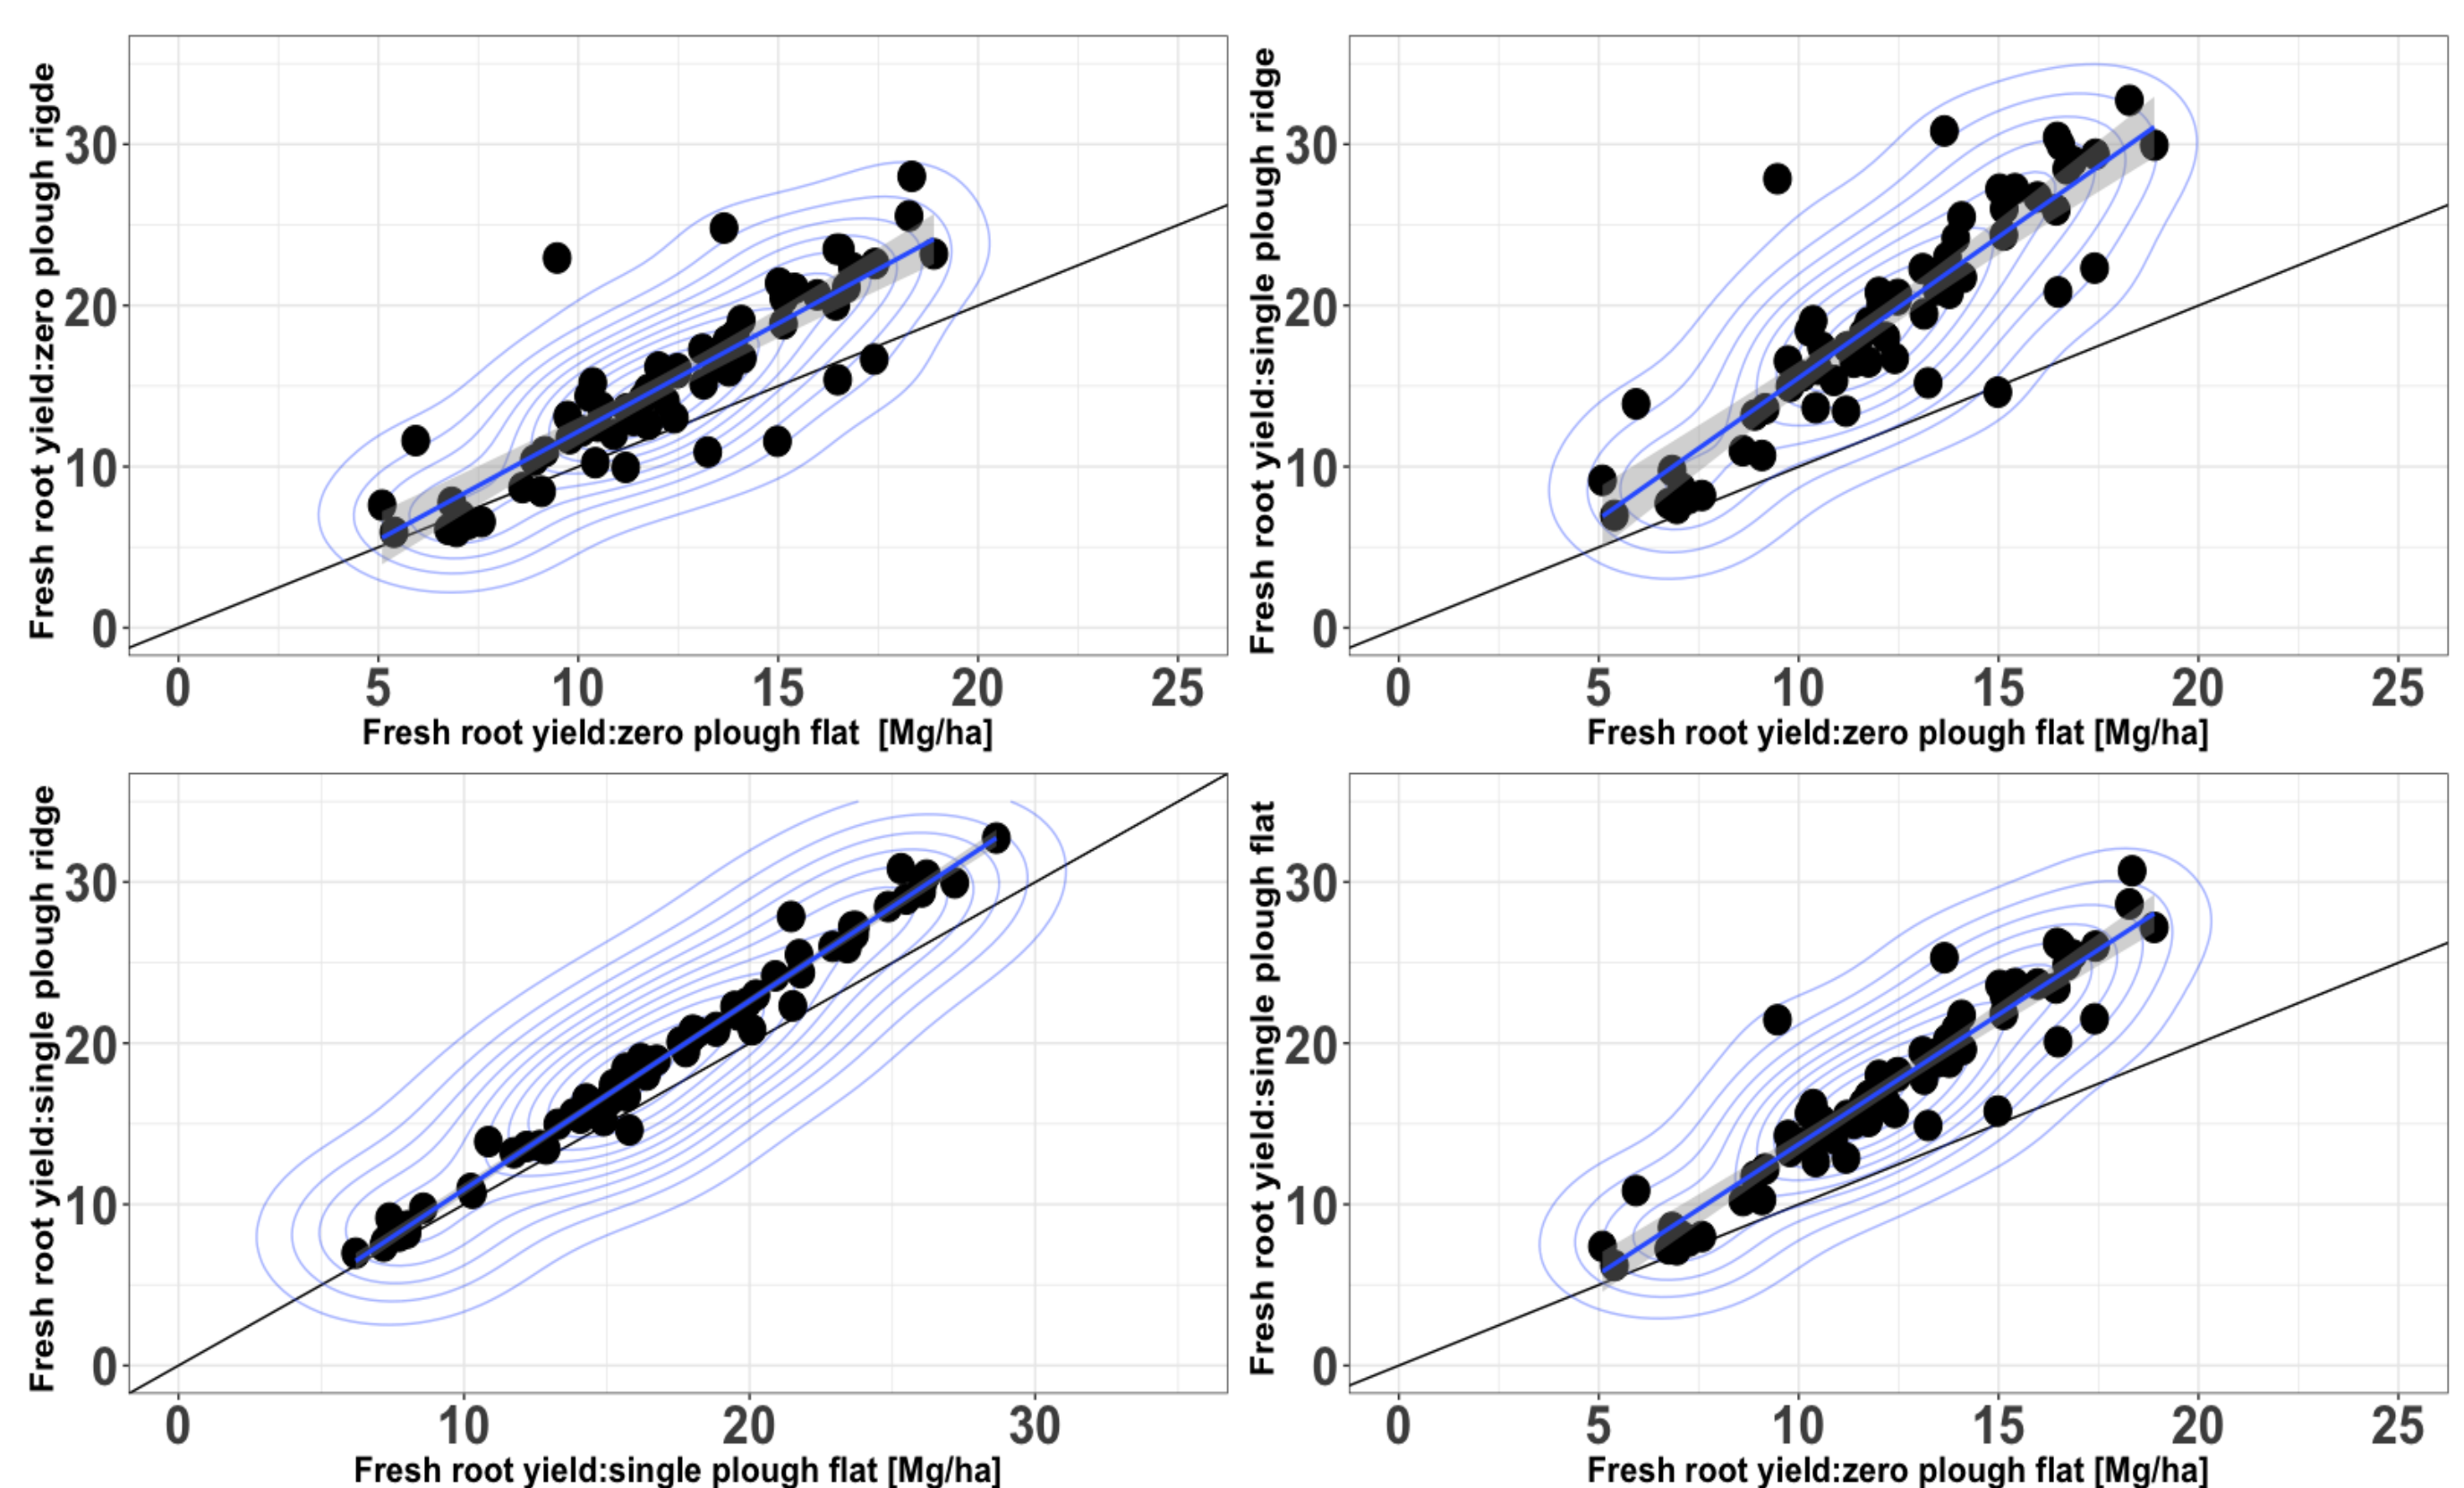 Fresh root yield:zero plough rigde
30
20
10
0
0 5 10 15 20 25
Fresh root yield:zero plough flat [Mg/ha]
Fresh root yield:single plough ridge
30
20
10
0
0 5 10 15 20 25
Fresh root yield:zero plough flat [Mg/ha]
Fresh root yield:single plough ridge
30
20
10
0
0 10 20 30
Fresh root yield:single plough flat [Mg/ha]
Fresh root yield:single plough flat
30
20
10
0
0 5 10 15 20 25
Fresh root yield:zero plough flat [Mg/ha]